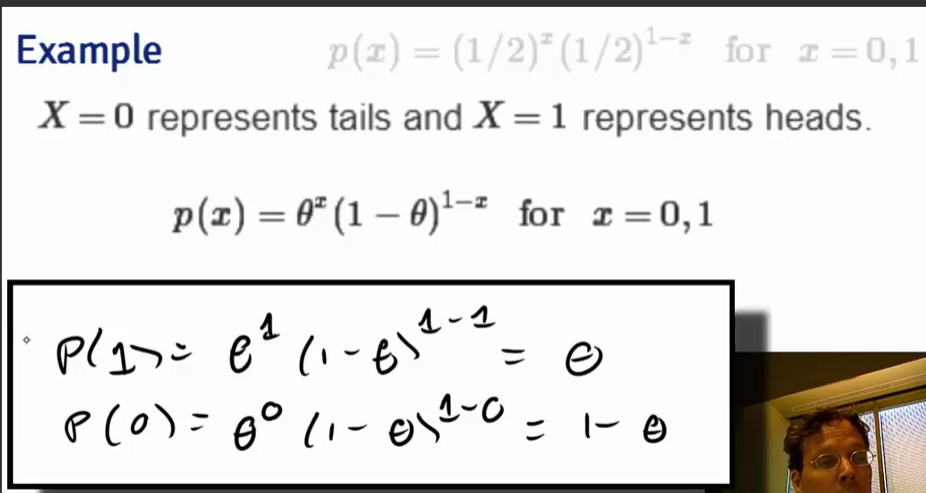 Example p(x) = (1/2)^x (1/2)^{1−x} for x = 0, 1
X = 0 represents tails and X = 1 represents heads.
p(x) = θ^x (1 − θ)^{1−x} for x = 0, 1
P(1) = θ^1 (1 - θ)^{1-1} = θ
P(0) = θ^0 (1 - θ)^{1-0} = 1 - θ